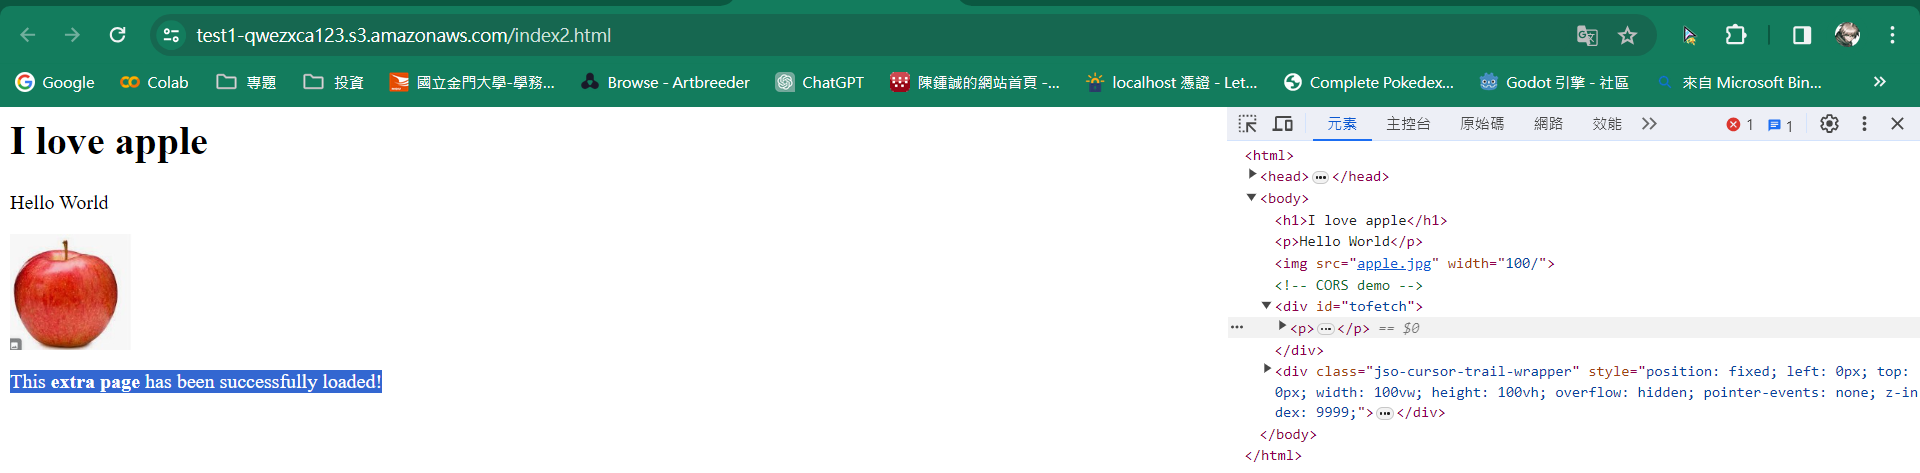 test1-qwezxca123.s3.amazonaws.com/index2.html
Google Colab 專題 投資 國立金門大學-學務... Browse - Artbreeder ChatGPT 陳鍾誠的網站首頁 -... localhost 憑證 - Let... Complete Pokedex... Godot 引擎 - 社區 來自 Microsoft Bin... »
I love apple
Hello World
This extra page has been successfully loaded!
元素 主控台 原始碼 網路 效能 » 1 1
<html>
<head>…</head>
<body>
<h1>I love apple</h1>
<p>Hello World</p>
<img src="apple.jpg" width="100/">
<!-- CORS demo -->
<div id="tofetch">
… <p>…</p> == $0
</div>
<div class="jso-cursor-trail-wrapper" style="position: fixed; left: 0px; top:
0px; width: 100vw; height: 100vh; overflow: hidden; pointer-events: none; z-in
dex: 9999;">…</div>
</body>
</html>